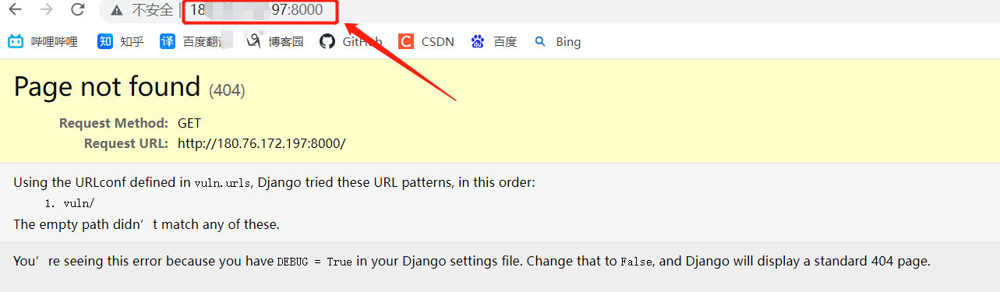 不安全 | 18 97:8000
哔哩哔哩 知 知乎 译 百度翻 博客园 GitHub C CSDN 百度 Bing
Page not found (404)
Request Method: GET
Request URL: http://180.76.172.197:8000/
Using the URLconf defined in vuln.urls, Django tried these URL patterns, in this order:
1. vuln/
The empty path didn’t match any of these.
You’re seeing this error because you have DEBUG = True in your Django settings file. Change that to False, and Django will display a standard 404 page.